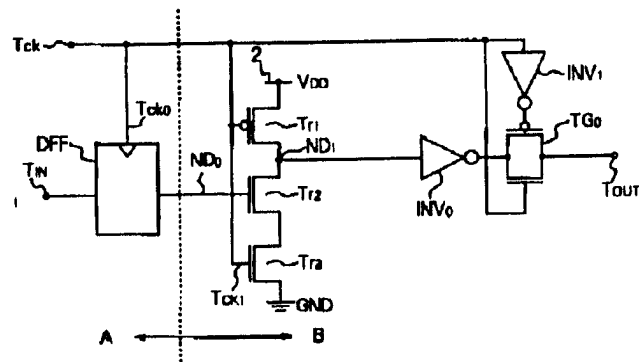 Tck
2
VDD
INV1
Tck0
DFF
Tr1
TG0
TIN
ND0
ND1
Tr2
INV0
TOUT
Tr3
TCK1
GND
A
B